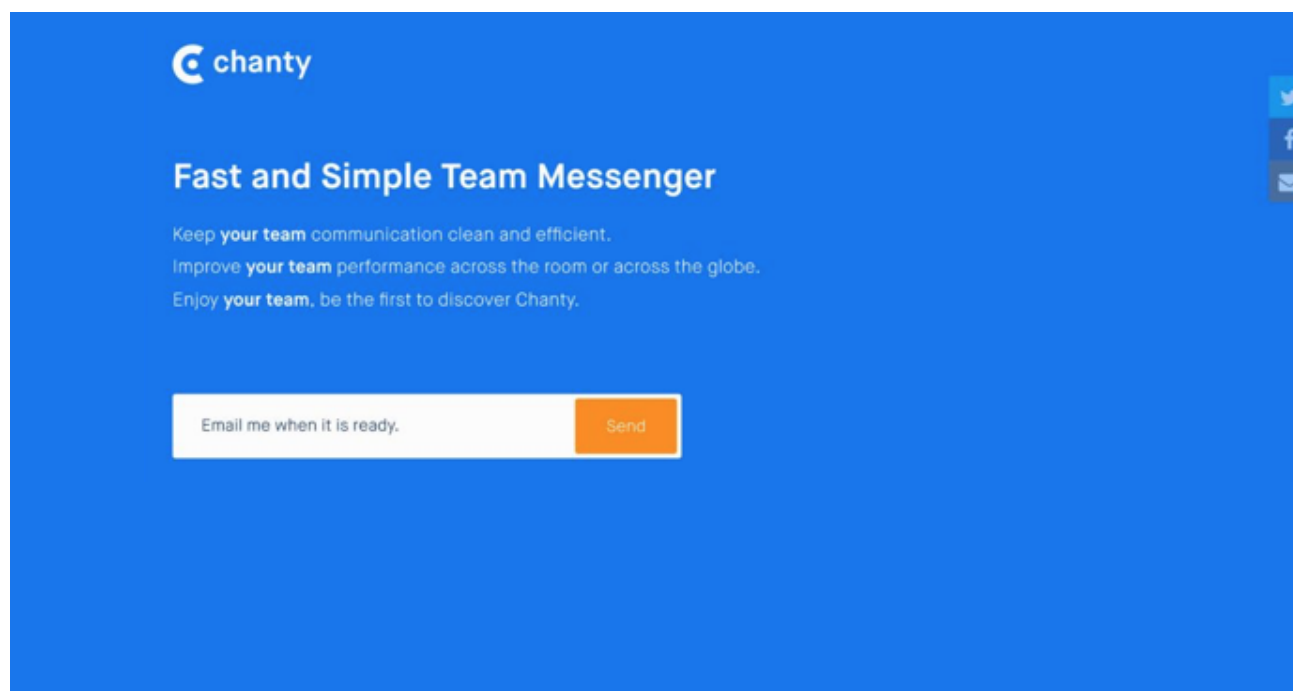 chanty
Fast and Simple Team Messenger
Keep your team communication clean and efficient.
Improve your team performance across the room or across the globe.
Enjoy your team, be the first to discover Chanty.
Email me when it is ready.
Send